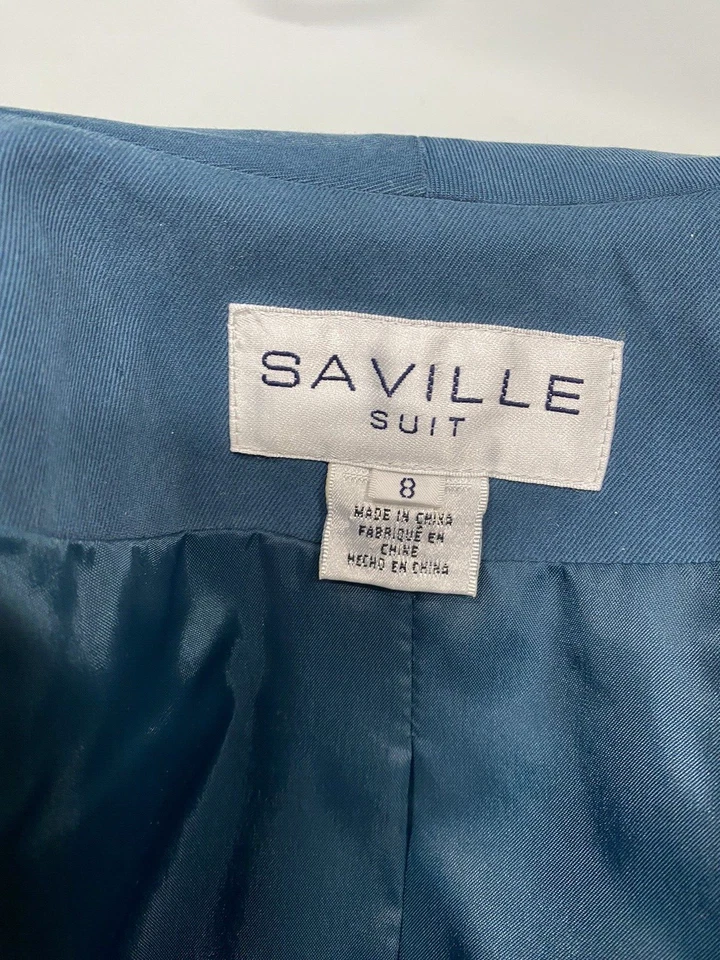 SAVILLE
SUIT
8
MADE IN CHINA
FABRIQUÉ EN
CHINE
HECHO EN CHINA